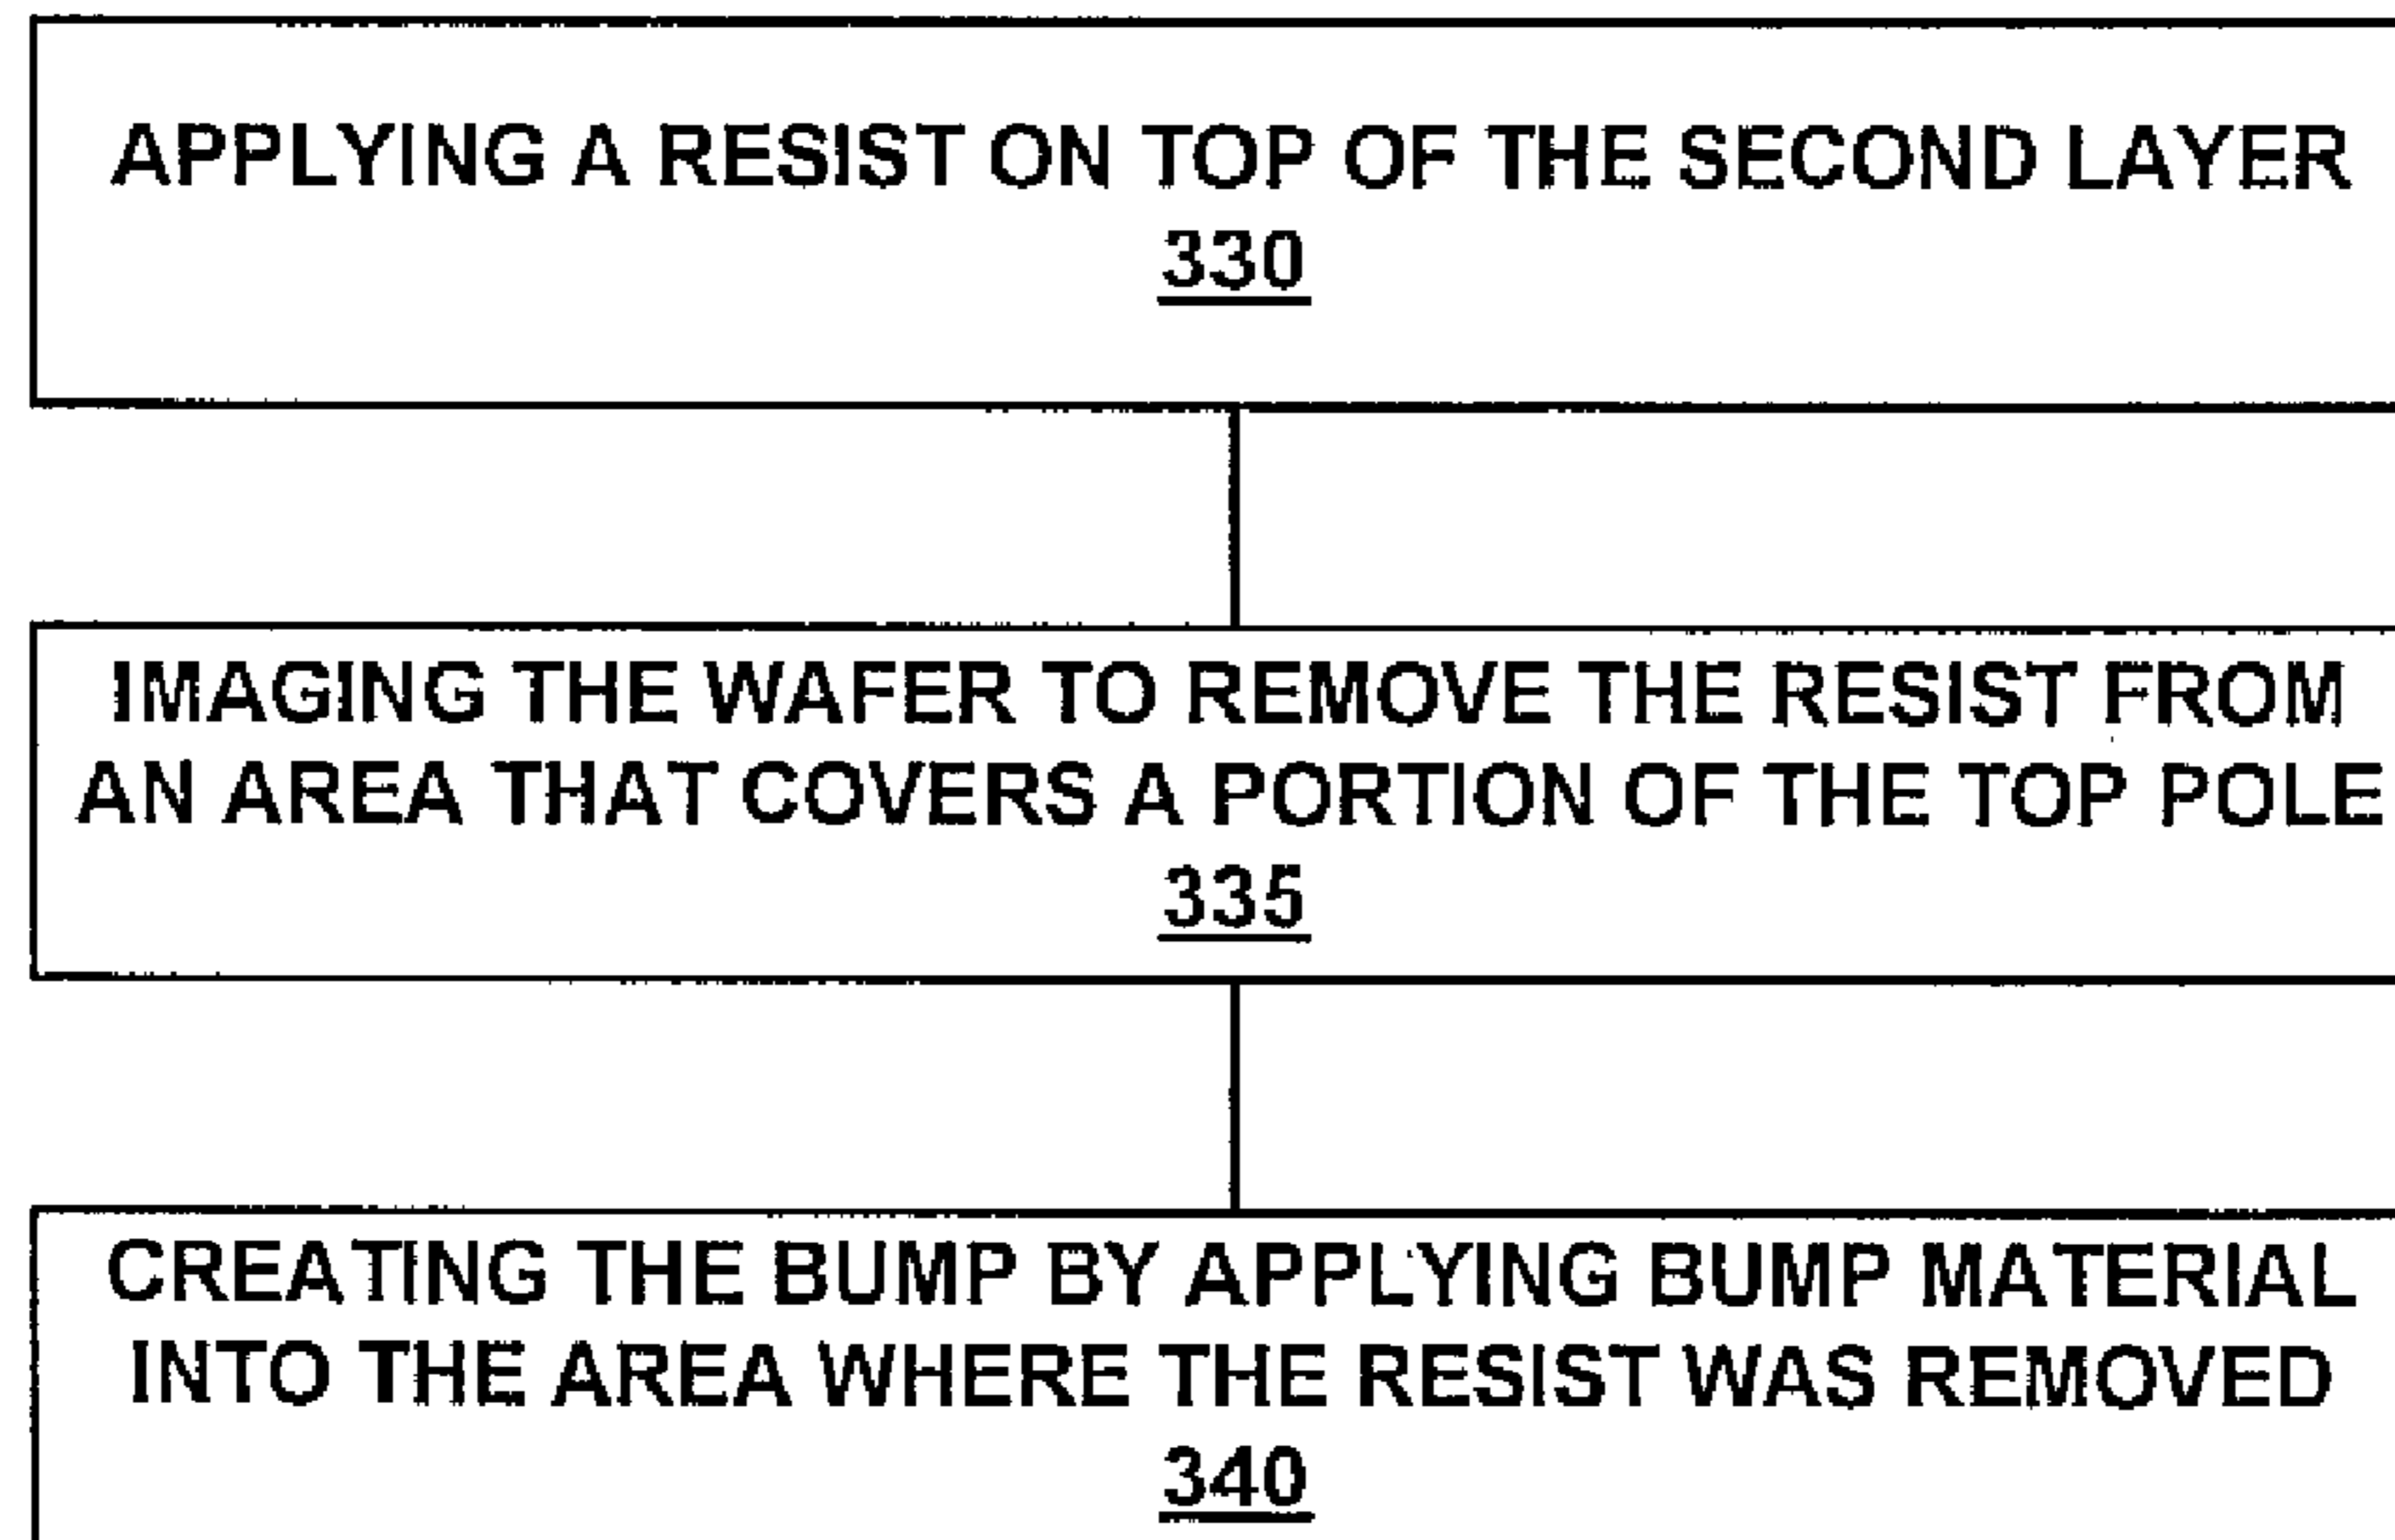 APPLYING A RESIST ON TOP OF THE SECOND LAYER
330
IMAGING THE WAFER TO REMOVE THE RESIST FROM
AN AREA THAT COVERS A PORTION OF THE TOP POLE
335
CREATING THE BUMP BY APPLYING BUMP MATERIAL
INTO THE AREA WHERE THE RESIST WAS REMOVED
340